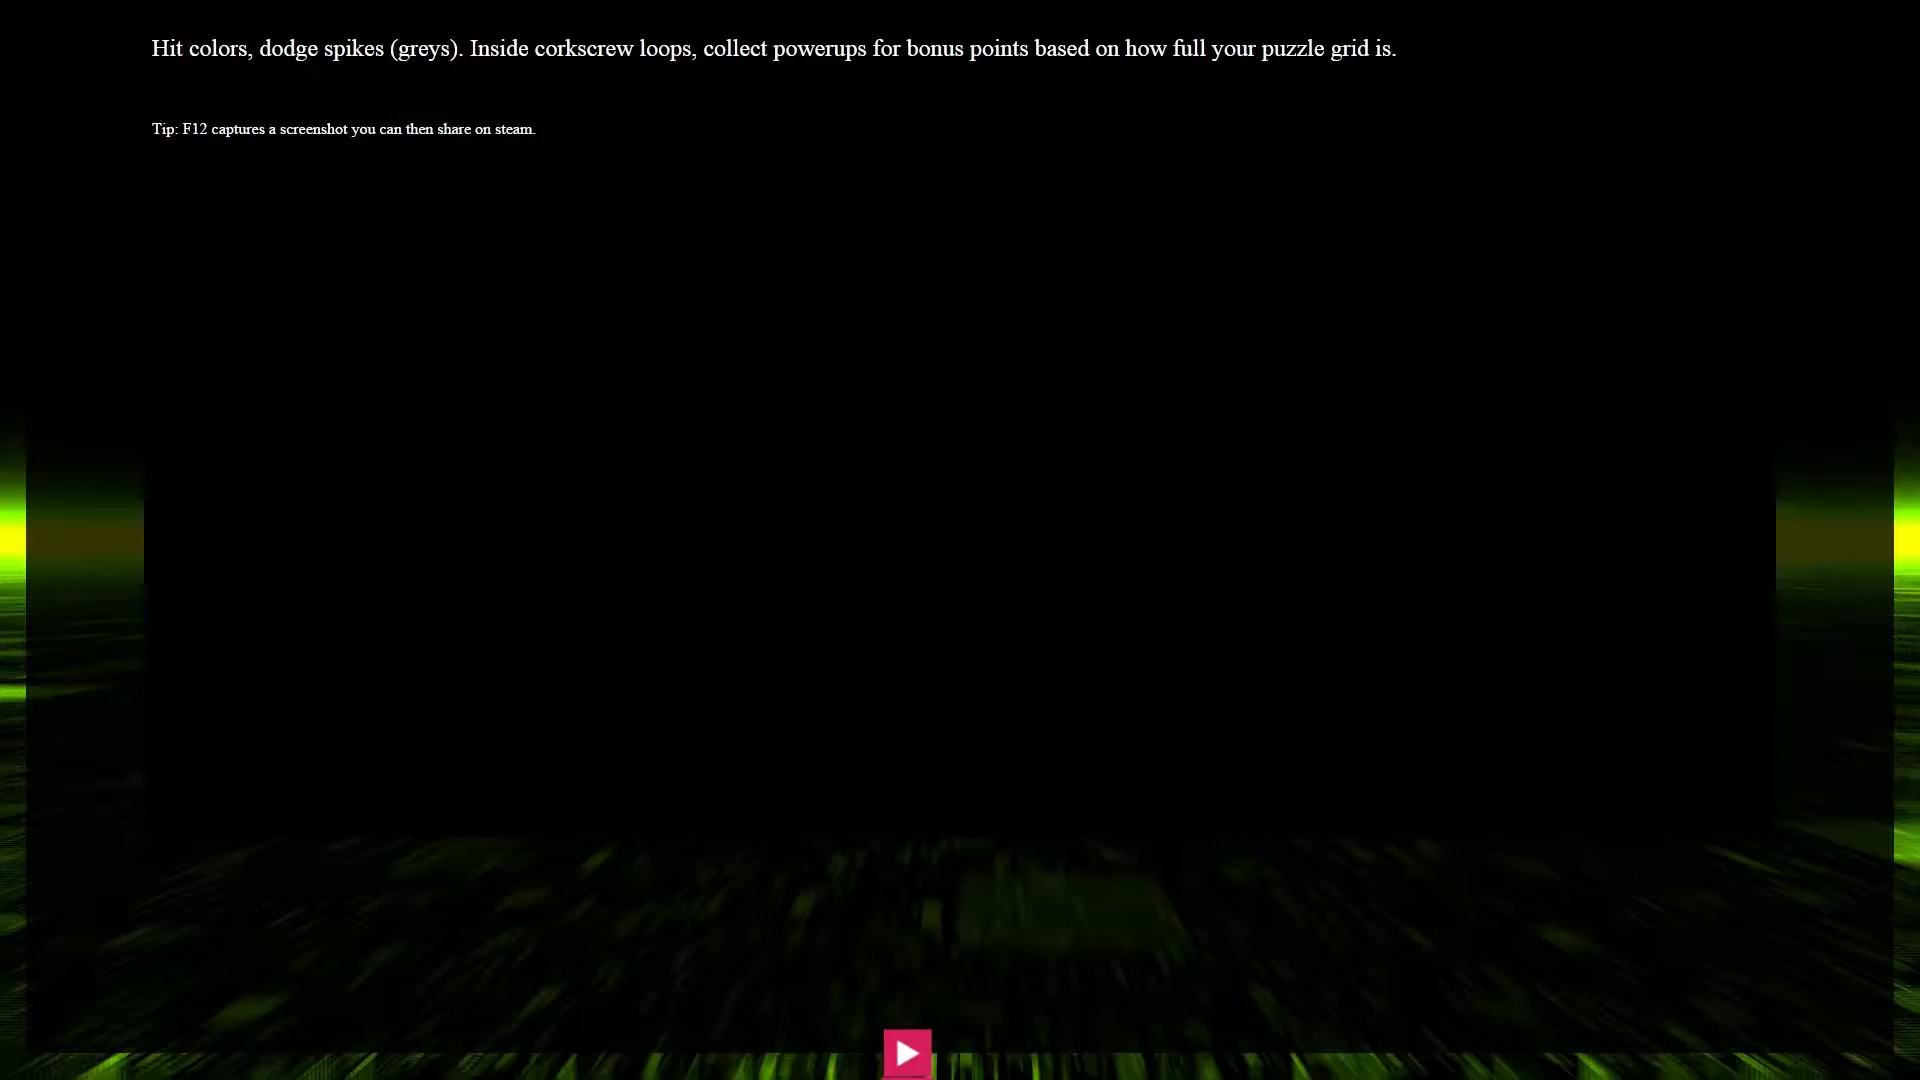 Hit colors, dodge spikes (greys). Inside corkscrew loops, collect powerups for bonus points based on how full your puzzle grid is.
Tip: F12 captures a screenshot you can then share on steam.